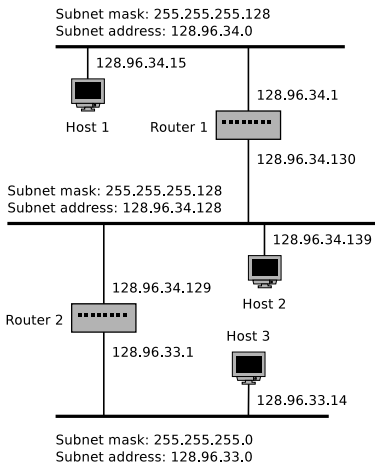 Subnet mask: 255.255.255.128
Subnet address: 128.96.34.0
128.96.34.15
128.96.34.1
Host 1
Router 1
128.96.34.130
Subnet mask: 255.255.255.128
Subnet address: 128.96.34.128
128.96.34.139
128.96.34.129
Host 2
Router 2
Host 3
128.96.33.1
128.96.33.14
Subnet mask: 255.255.255.0
Subnet address: 128.96.33.0